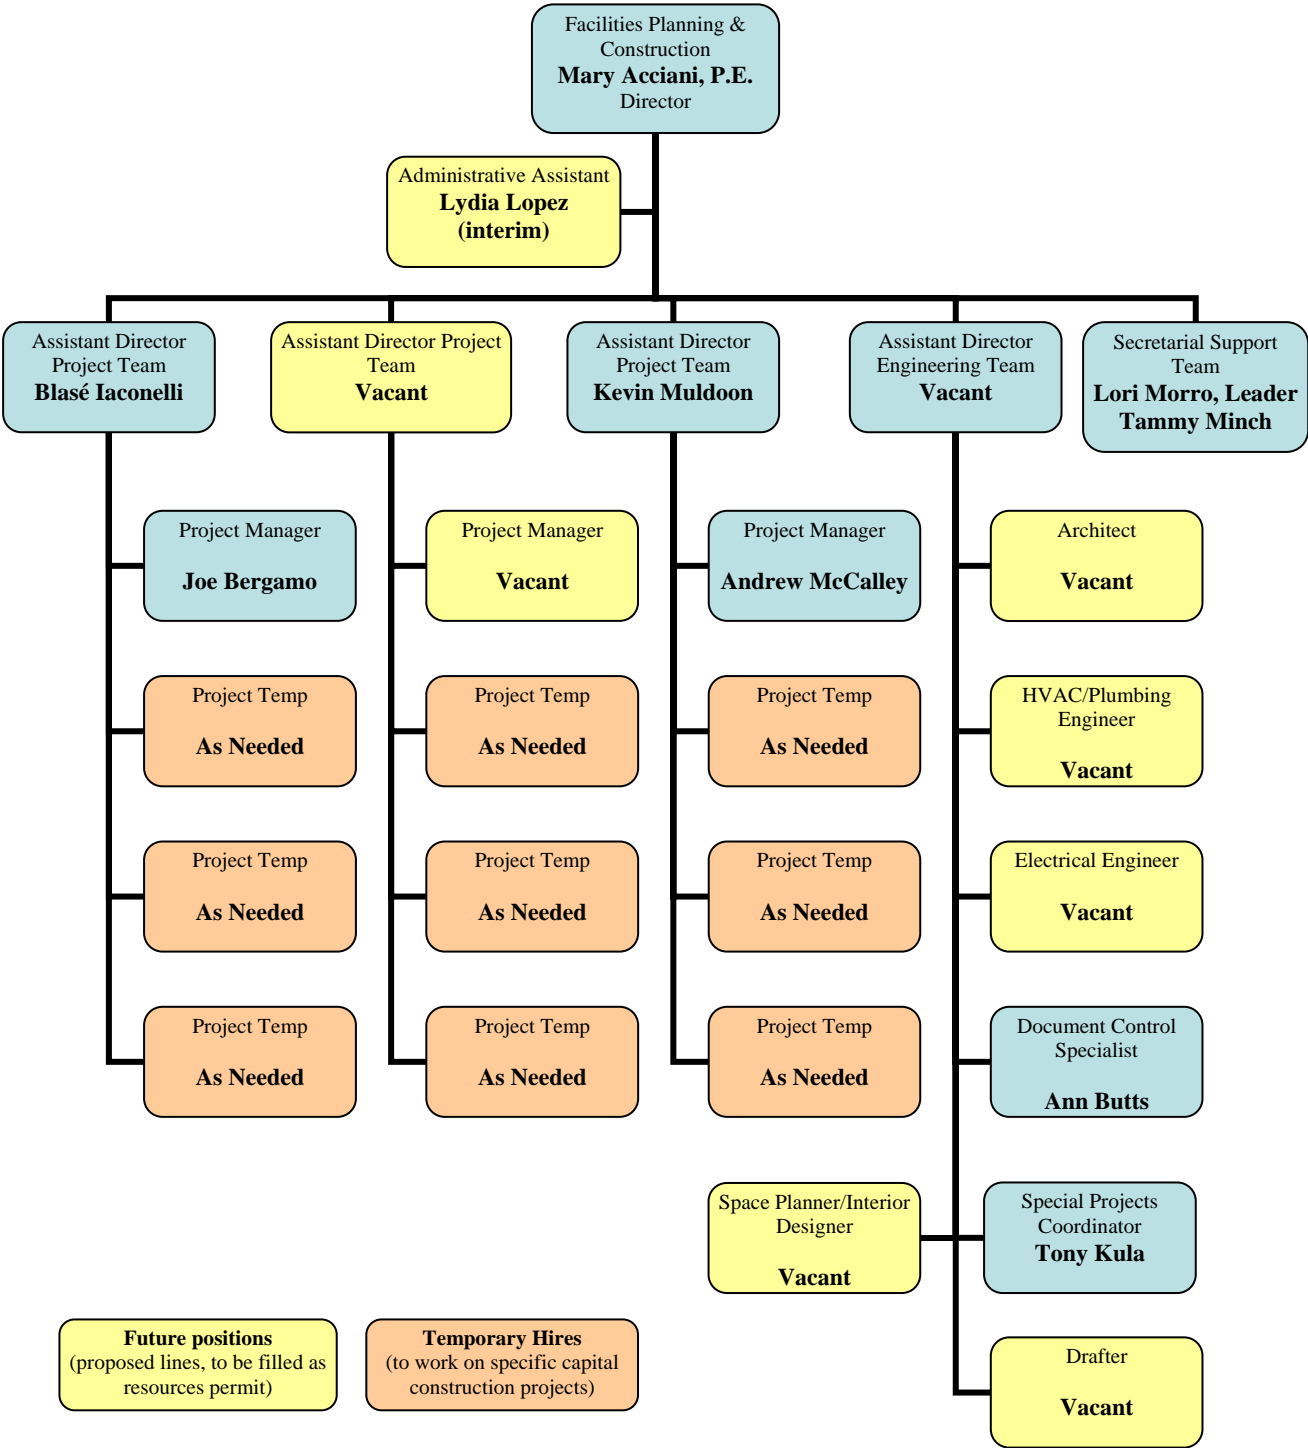 Facilities Planning &
Construction
Mary Acciani, P.E.
Director
Administrative Assistant
Lydia Lopez
(interim)
Assistant Director
Project Team
Blasé Iaconelli
Assistant Director Project
Team
Vacant
Assistant Director
Project Team
Kevin Muldoon
Assistant Director
Engineering Team
Vacant
Secretarial Support
Team
Lori Morro, Leader
Tammy Minch
Project Manager
Joe Bergamo
Project Manager
Vacant
Project Manager
Andrew McCalley
Architect
Vacant
Project Temp
As Needed
Project Temp
As Needed
Project Temp
As Needed
HVAC/Plumbing
Engineer
Vacant
Project Temp
As Needed
Project Temp
As Needed
Project Temp
As Needed
Electrical Engineer
Vacant
Project Temp
As Needed
Project Temp
As Needed
Project Temp
As Needed
Document Control
Specialist
Ann Butts
Space Planner/Interior
Designer
Vacant
Special Projects
Coordinator
Tony Kula
Future positions
(proposed lines, to be filled as
resources permit)
Temporary Hires
(to work on specific capital
construction projects)
Drafter
Vacant